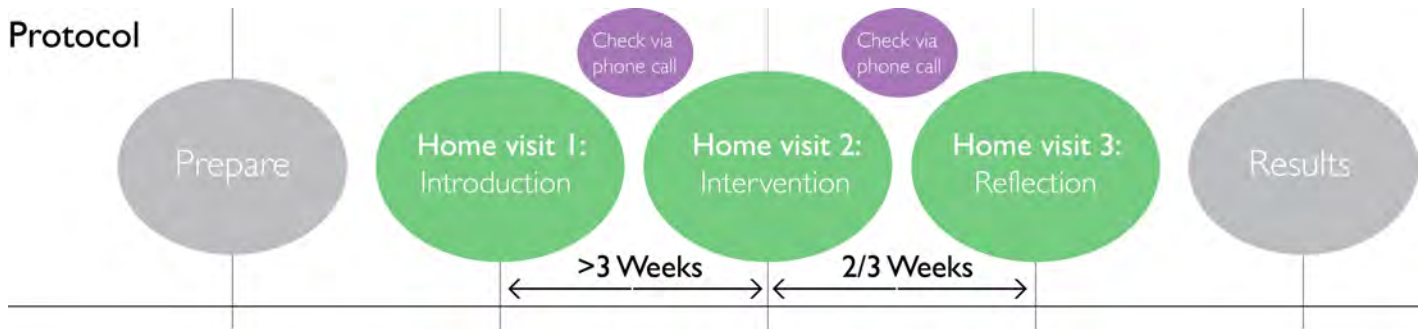 Protocol
Check via
phone call
Check via
phone call
Prepare
Home visit 1:
Introduction
Home visit 2:
Intervention
Home visit 3:
Reflection
Results
>3 Weeks
2/3 Weeks